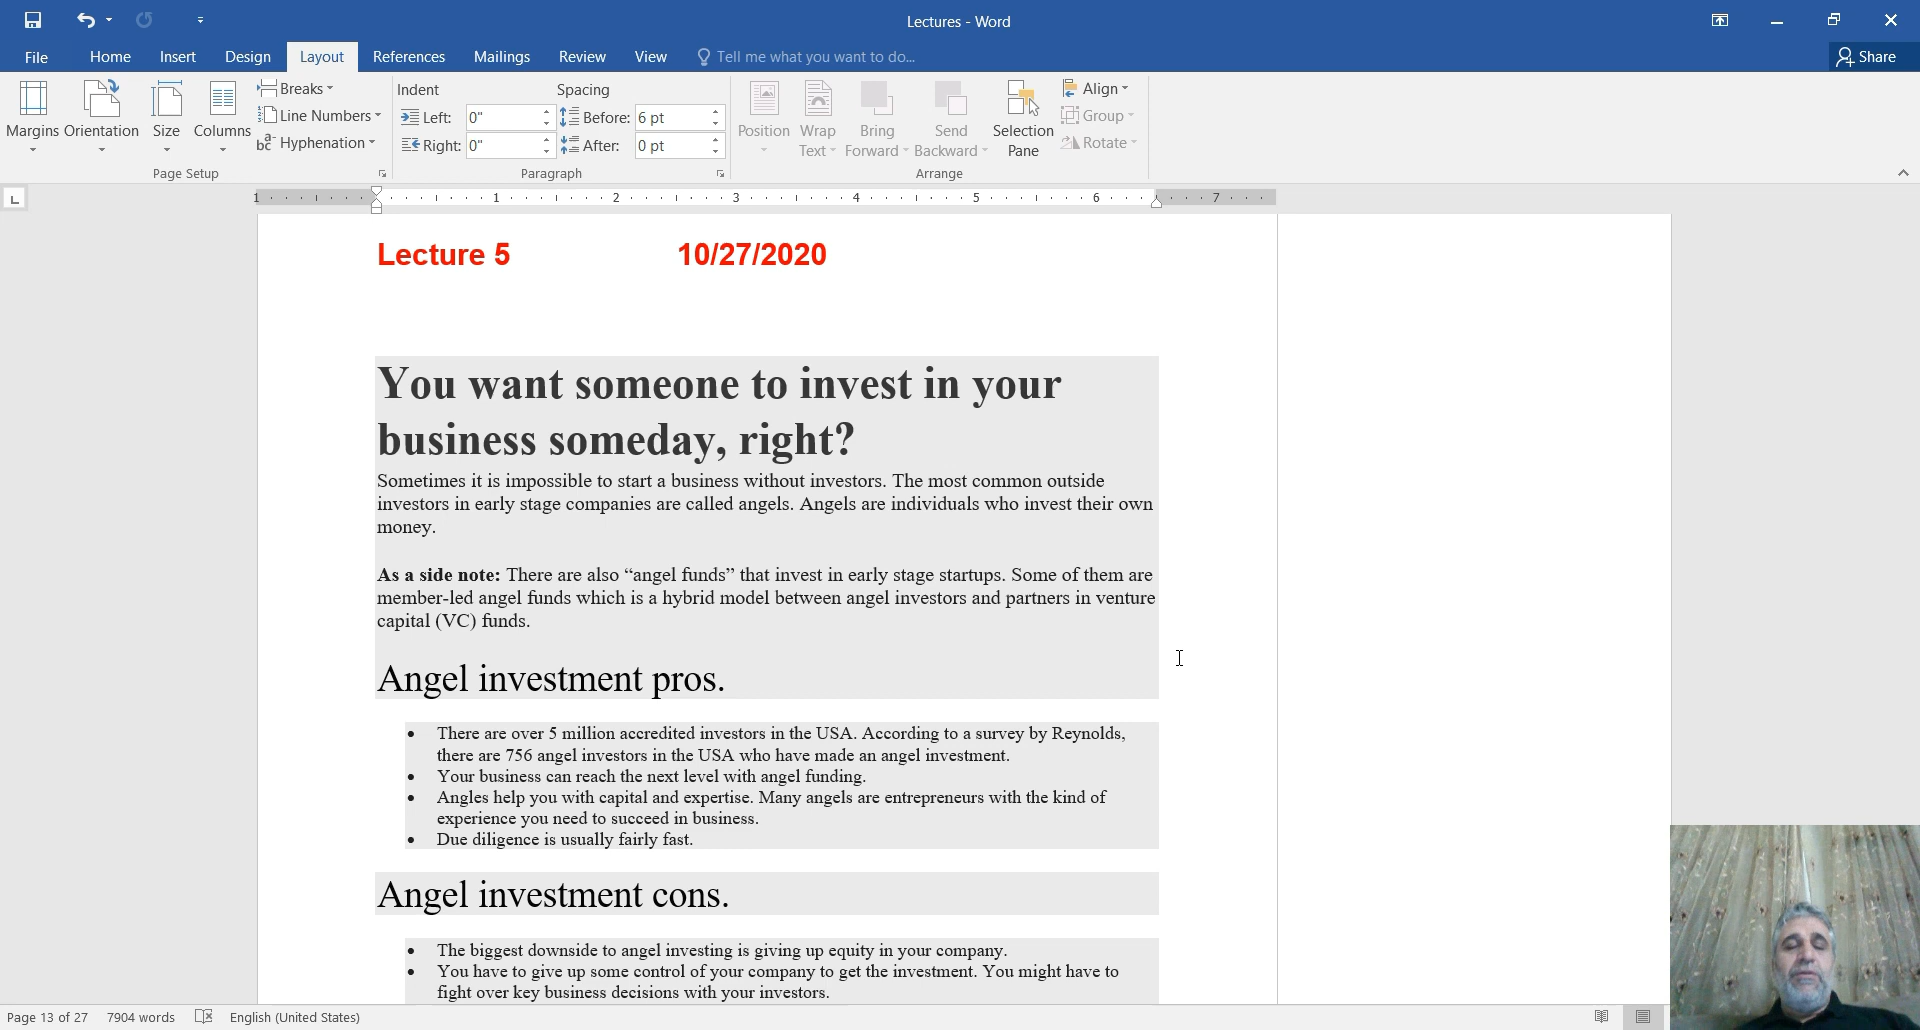 Lectures - Word
File Home Insert Design Layout References Mailings Review View Tell me what you want to do... Share
Margins Orientation Size Columns Breaks Line Numbers Hyphenation
Page Setup
Indent Spacing
Left: 0" Before: 6 pt
Right: 0" After: 0 pt
Paragraph
Position Wrap Text Bring Forward Send Backward Selection Pane Align Group Rotate
Arrange
1 1 2 3 4 5 6 7
Lecture 5 10/27/2020
You want someone to invest in your
business someday, right?
Sometimes it is impossible to start a business without investors. The most common outside
investors in early stage companies are called angels. Angels are individuals who invest their own
money.
As a side note: There are also “angel funds” that invest in early stage startups. Some of them are
member-led angel funds which is a hybrid model between angel investors and partners in venture
capital (VC) funds.
Angel investment pros.
• There are over 5 million accredited investors in the USA. According to a survey by Reynolds,
there are 756 angel investors in the USA who have made an angel investment.
• Your business can reach the next level with angel funding.
• Angles help you with capital and expertise. Many angels are entrepreneurs with the kind of
experience you need to succeed in business.
• Due diligence is usually fairly fast.
Angel investment cons.
• The biggest downside to angel investing is giving up equity in your company.
• You have to give up some control of your company to get the investment. You might have to
fight over key business decisions with your investors.
Page 13 of 27 7904 words English (United States)